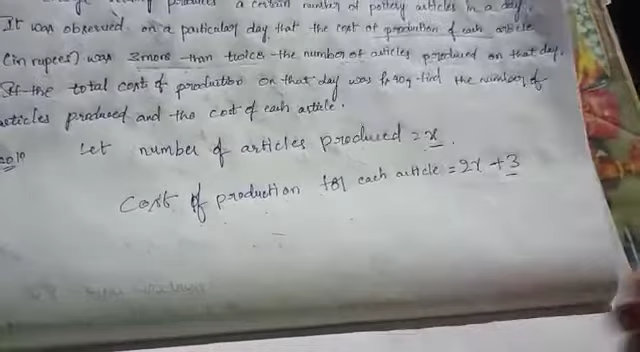 produces a certain number of pottery articles in a day.
It was observed on a particular day that the cost of production of each article
(in rupees) was 3 more than twice the number of articles produced on that day.
If the total cost of production on that day was
find the number of
articles produced and the cost of each article.
Let number of articles produced = x.
Cost of production for each article = 2x + 3